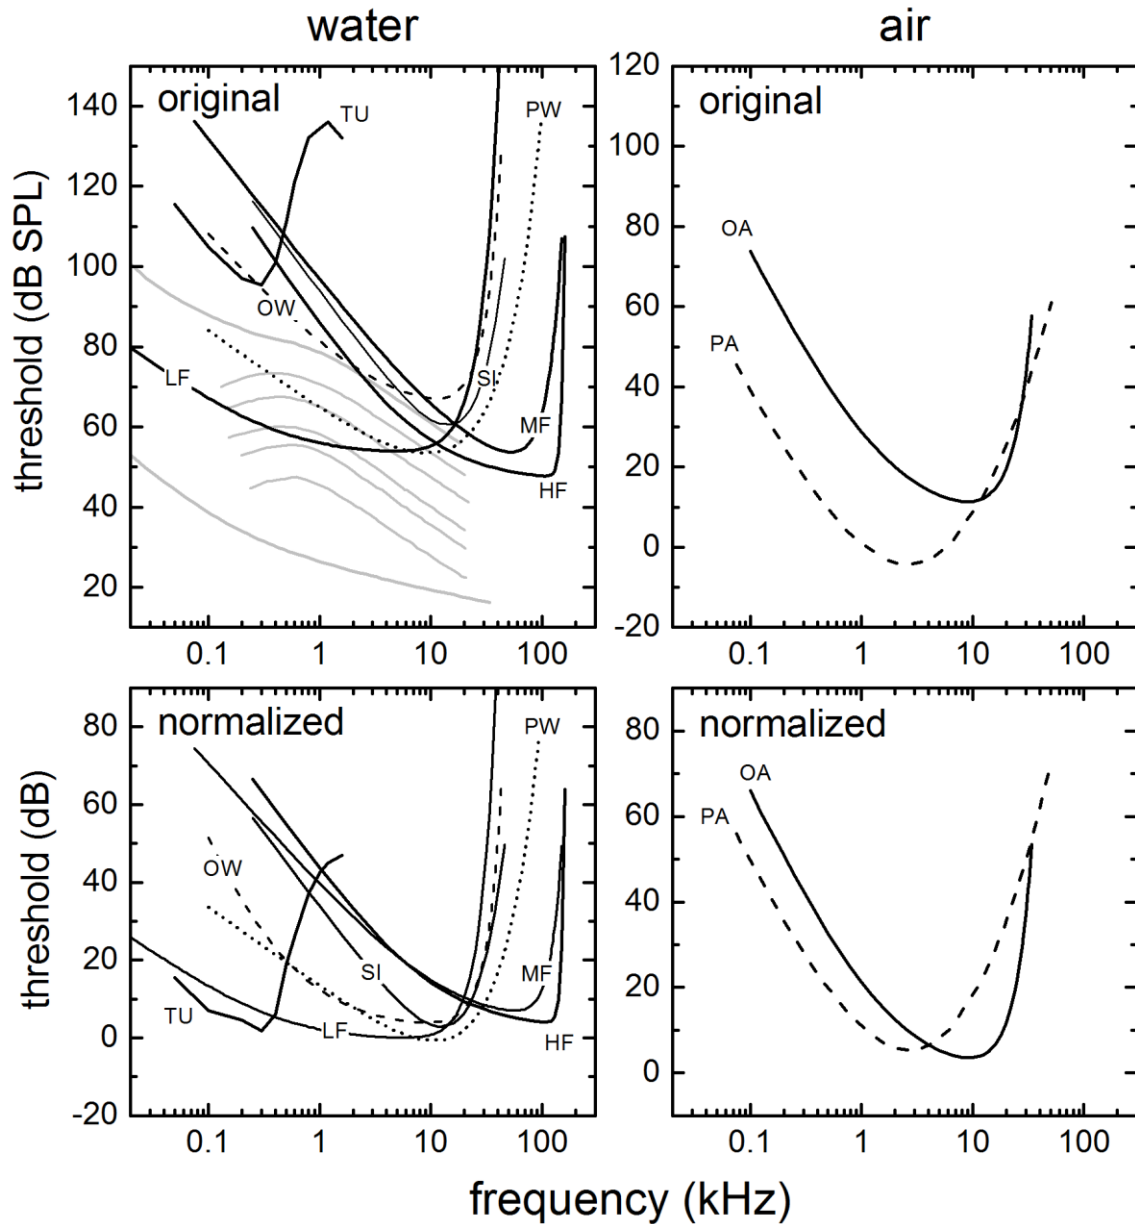 water
air
original
TU
PW
OW
LF
SI
MF
HF
140
120
100
80
60
40
20
threshold (dB SPL)
0.1 1 10 100
original
OA
PA
120
100
80
60
40
20
0
-20
0.1 1 10 100
normalized
PW
OW
SI
MF
TU
LF
HF
80
60
40
20
0
-20
threshold (dB)
0.1 1 10 100
normalized
OA
PA
80
60
40
20
0
0.1 1 10 100
frequency (kHz)